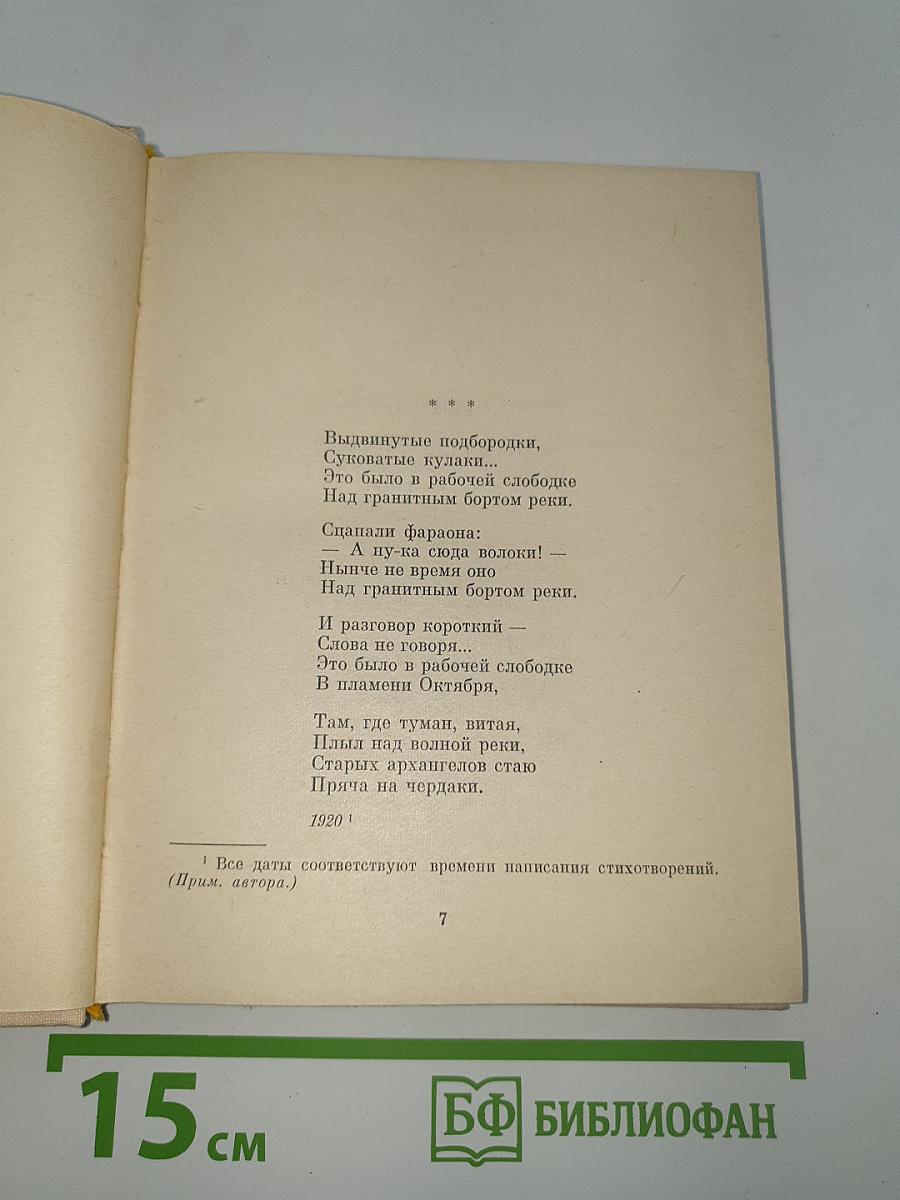 * * *
Выдвинутые подбородки,
Суковатые кулаки...
Это было в рабочей слободке
Над гранитным бортом реки.
Сцапали фараона:
— А ну-ка сюда волоки! —
Нынче не время оно
Над гранитным бортом реки.
И разговор короткий —
Слова не говоря...
Это было в рабочей слободке
В пламени Октября,
Там, где туман, витая,
Плыл над волной реки,
Старых архангелов стаю
Пряча на чердаки.
1920 ¹
¹ Все даты соответствуют времени написания стихотворений.
(Прим. автора.)
7
15 см
БФ БИБЛИОФАН